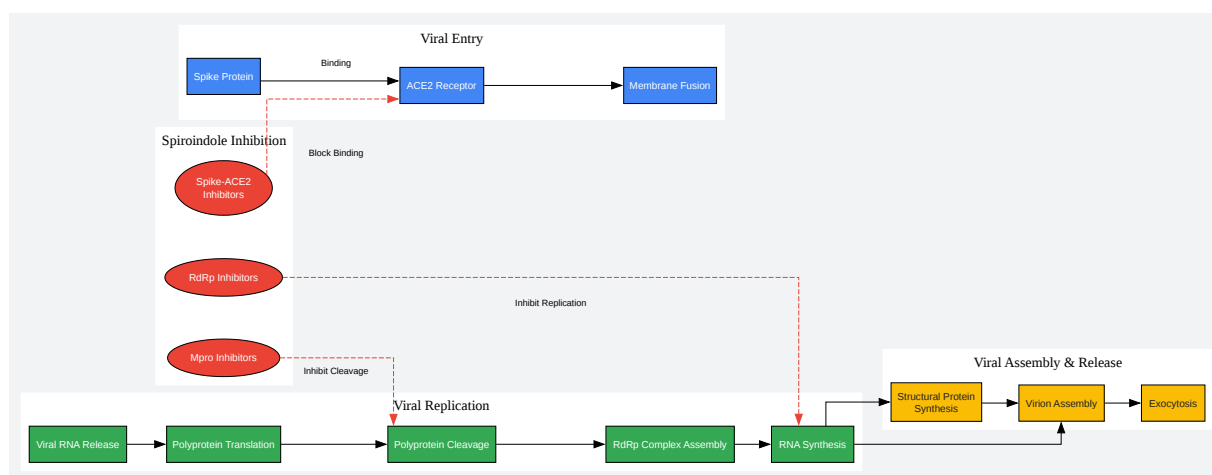 Viral Entry
Spike Protein
Binding
ACE2 Receptor
Membrane Fusion
Spiroindole Inhibition
Block Binding
Spike-ACE2
Inhibitors
RdRp Inhibitors
Inhibit Replication
Mpro Inhibitors
Inhibit Cleavage
Viral Replication
Viral RNA Release
Polyprotein Translation
Polyprotein Cleavage
RdRp Complex Assembly
RNA Synthesis
Viral Assembly & Release
Structural Protein
Synthesis
Virion Assembly
Exocytosis